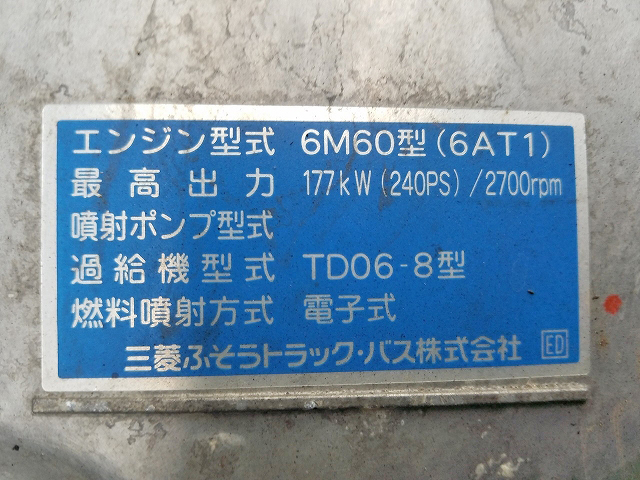 エンジン型式 6M60型(6AT1)
最高出力 177kW(240PS)/2700rpm
噴射ポンプ型式
過給機型式 TD06-8型
燃料噴射方式 電子式
三菱ふそうトラック・バス株式会社 ED